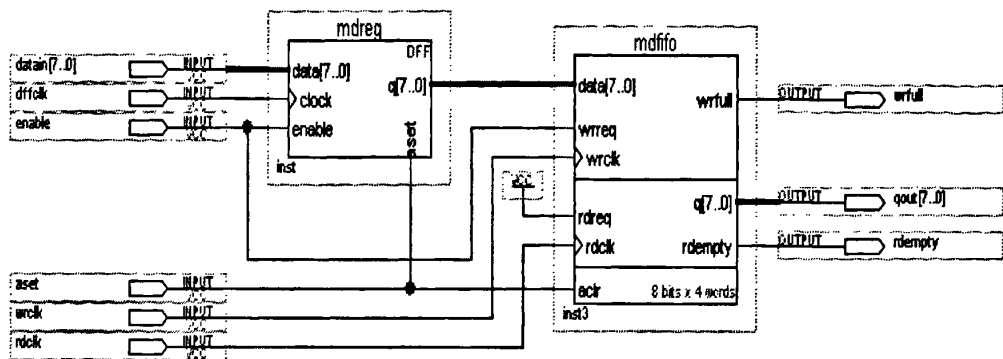 mdreq
DFF
datain[7..0]
INPUT
data[7..0]
q[7..0]
dffclk
INPUT
clock
enable
INPUT
enable
aset
inst
mdfifo
data[7..0]
wrfull
OUTPUT
wrfull
wrreq
wrclk
VCC
q[7..0]
OUTPUT
qout[7..0]
rdreq
rdclk
rdempty
OUTPUT
rdempty
aset
INPUT
aclr
8 bits x 4 words
inst3
wrclk
INPUT
rdclk
INPUT